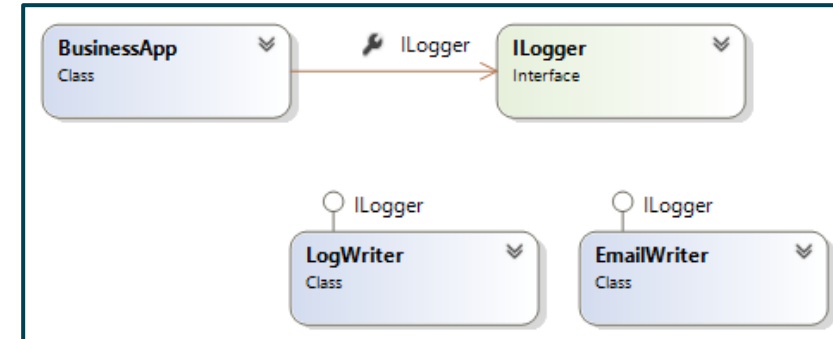 BusinessApp
Class
ILogger
ILogger
Interface
ILogger
LogWriter
Class
ILogger
EmailWriter
Class